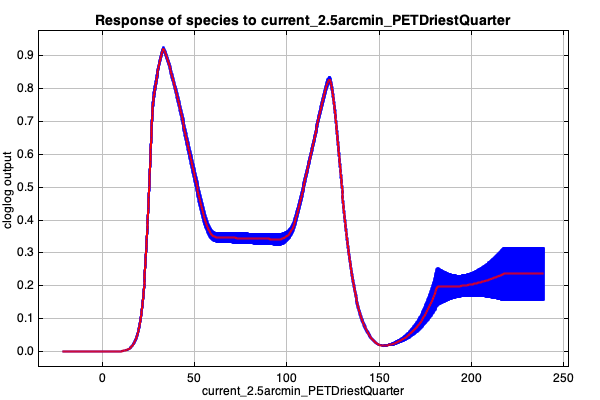 Response of species to current_2.5arcmin_PETDriestQuarter
cloglog output
0.9
0.8
0.7
0.6
0.5
0.4
0.3
0.2
0.1
0.0
0 50 100 150 200 250
current_2.5arcmin_PETDriestQuarter